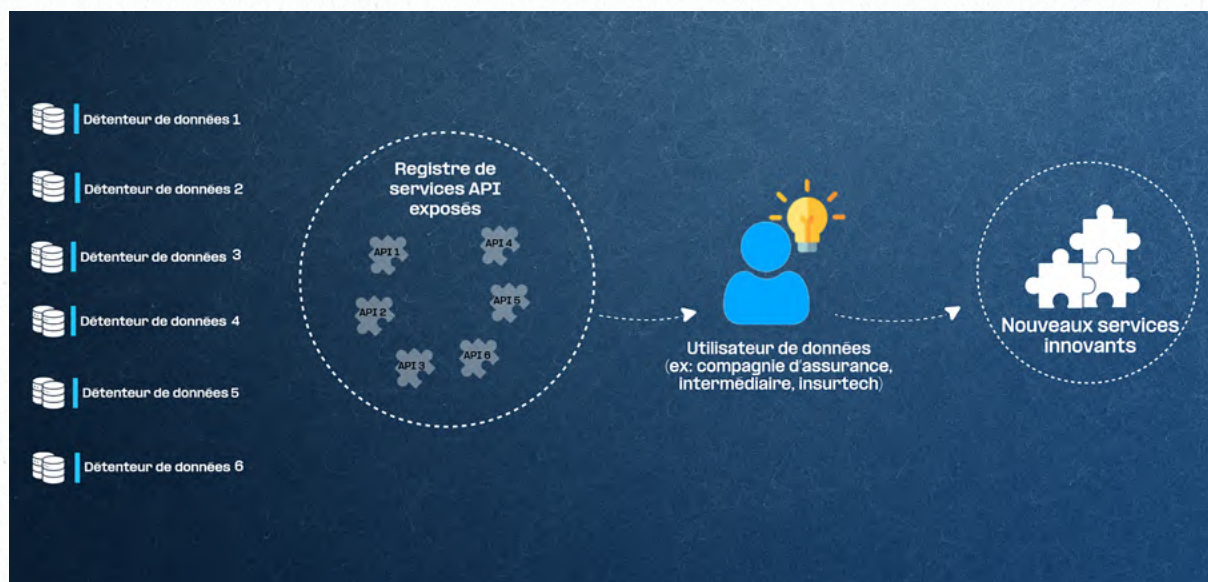 Détenteur de données 1
Détenteur de données 2
Détenteur de données 3
Détenteur de données 4
Détenteur de données 5
Détenteur de données 6
Registre de
services API
exposés
API 1
API 4
API 2
API 5
API 3
API 6
Utilisateur de données
(ex: compagnie d'assurance,
intermédiaire, insurtech)
Nouveaux services
innovants